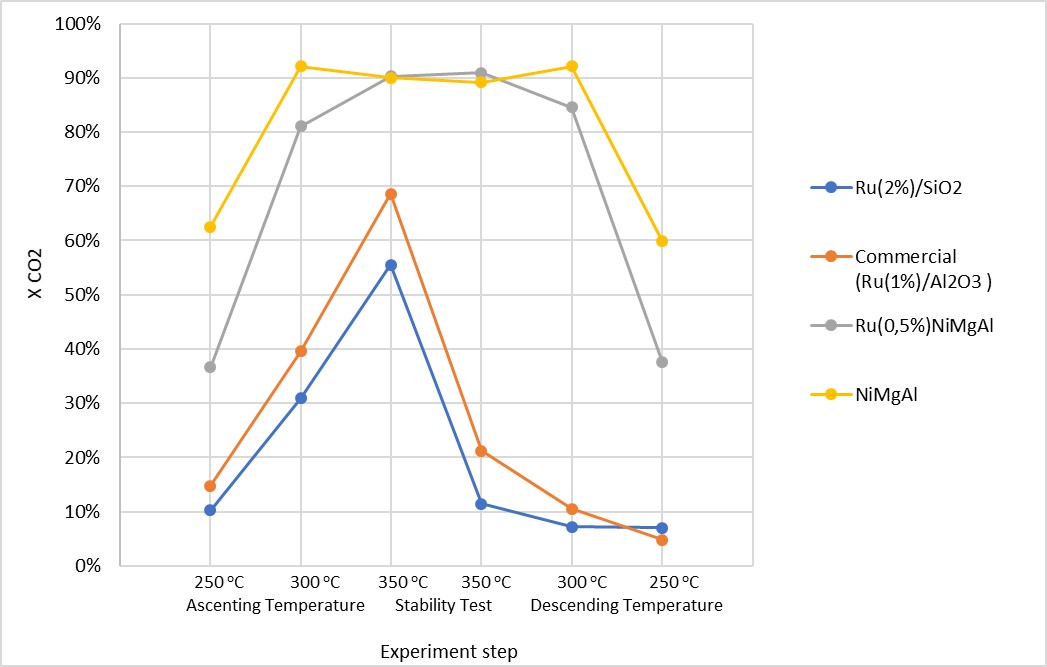 100%
90%
80%
70%
60%
50%
40%
30%
20%
10%
0%
X CO2
250 °C
300 °C
350 °C
350 °C
300 °C
250 °C
Ascenting Temperature
Stability Test
Descending Temperature
Experiment step
Ru(2%)/SiO2
Commercial
(Ru(1%)/Al2O3 )
Ru(0,5%)NiMgAl
NiMgAl